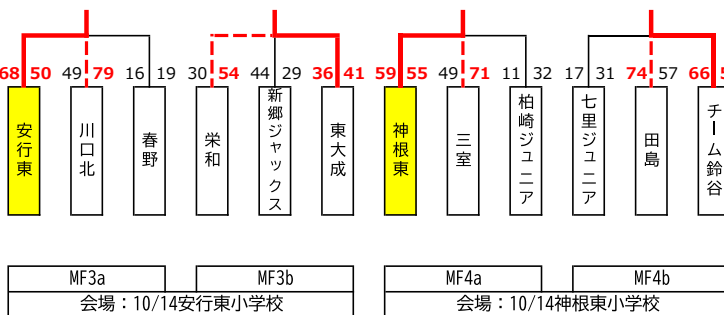 68 50 49 79 16 19 30 54 44 29 36 41 59 55 49 71 11 32 17 31 74 57 66
安行東
川口北
春野
栄和
新郷ジャックス
東大成
神根東
三室
柏崎ジュニア
七里ジュニア
田島
チーム鈴谷
MF3a MF3b MF4a MF4b
会場：10/14安行東小学校 会場：10/14神根東小学校